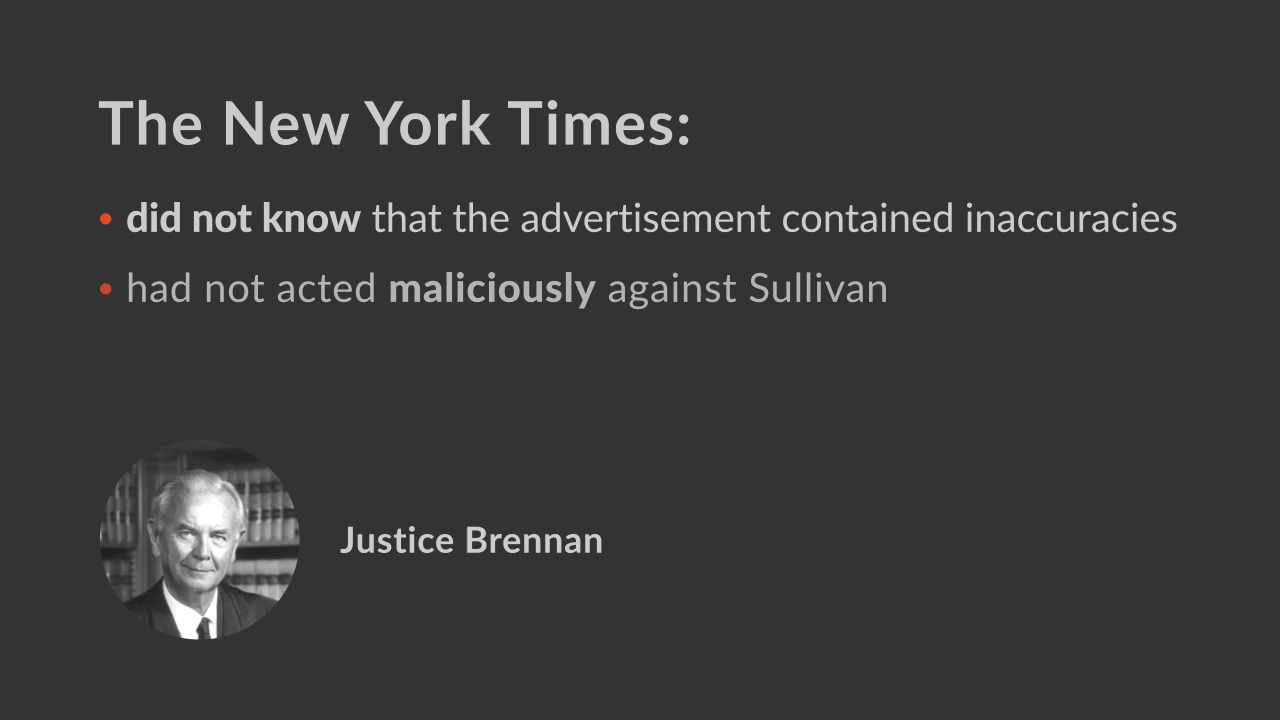 The New York Times:
• did not know that the advertisement contained inaccuracies
• had not acted maliciously against Sullivan
Justice Brennan